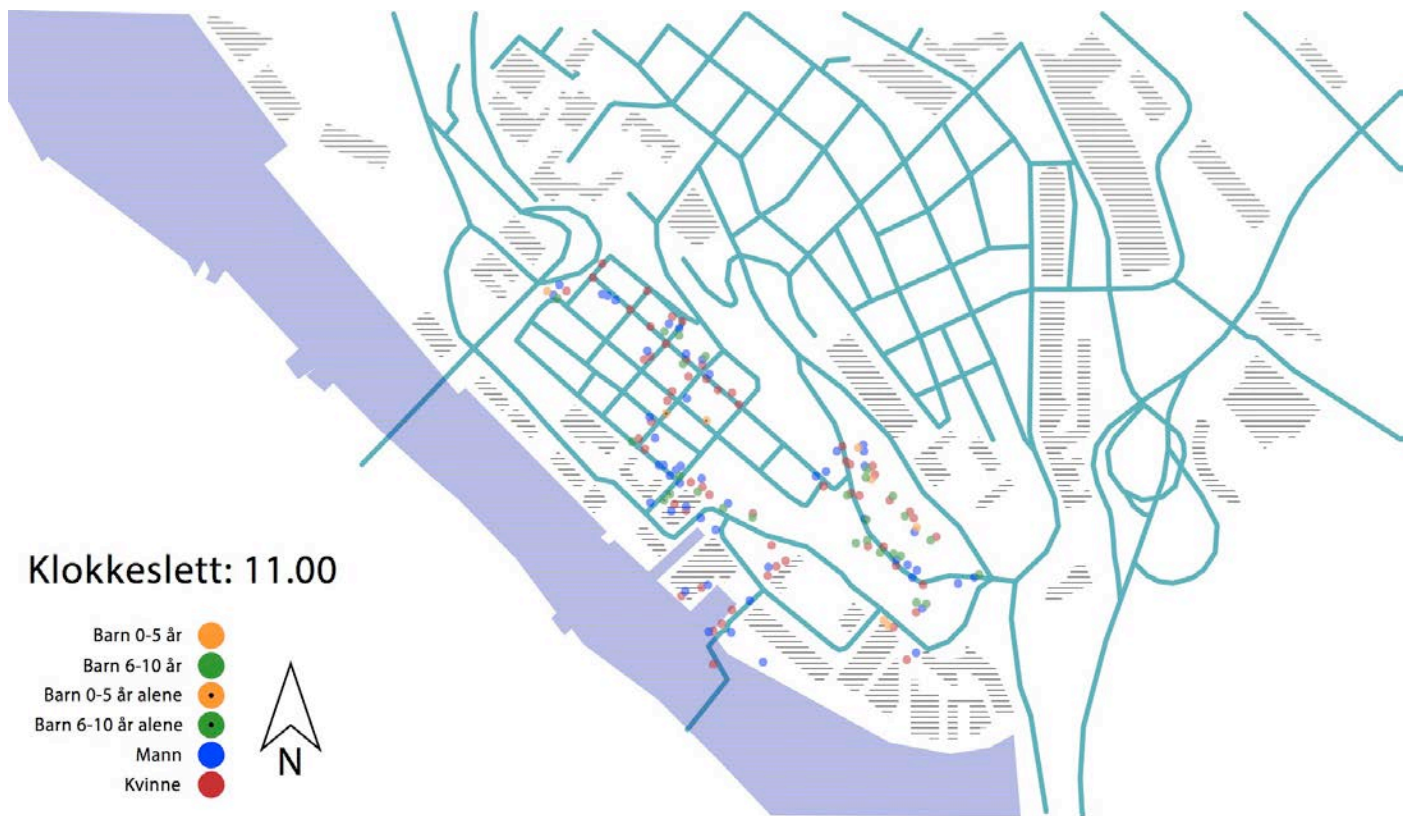 Klokkeslett: 11.00
Barn 0-5 år
Barn 6-10 år
Barn 0-5 år alene
Barn 6-10 år alene
Mann
Kvinne
N